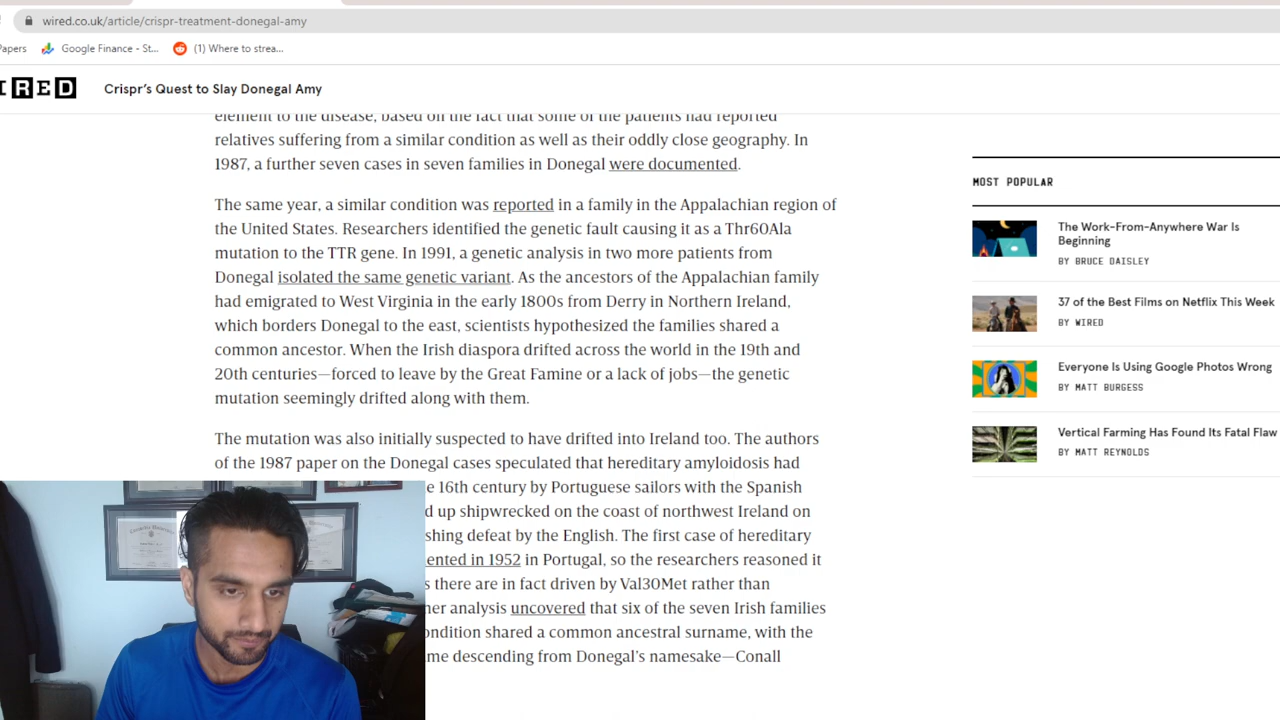 wired.co.uk/article/crispr-treatment-donegal-amy
apers
Google Finance - St...
(1) Where to strea...
IRED
Crispr's Quest to Slay Donegal Amy
element to the disease, based on the fact that some of the patients had reported
relatives suffering from a similar condition as well as their oddly close geography. In
1987, a further seven cases in seven families in Donegal were documented.
The same year, a similar condition was reported in a family in the Appalachian region of
the United States. Researchers identified the genetic fault causing it as a Thr60Ala
mutation to the TTR gene. In 1991, a genetic analysis in two more patients from
Donegal isolated the same genetic variant. As the ancestors of the Appalachian family
had emigrated to West Virginia in the early 1800s from Derry in Northern Ireland,
which borders Donegal to the east, scientists hypothesized the families shared a
common ancestor. When the Irish diaspora drifted across the world in the 19th and
20th centuries—forced to leave by the Great Famine or a lack of jobs—the genetic
mutation seemingly drifted along with them.
The mutation was also initially suspected to have drifted into Ireland too. The authors
of the 1987 paper on the Donegal cases speculated that hereditary amyloidosis had
e 16th century by Portuguese sailors with the Spanish
d up shipwrecked on the coast of northwest Ireland on
shing defeat by the English. The first case of hereditary
ented in 1952 in Portugal, so the researchers reasoned it
s there are in fact driven by Val30Met rather than
her analysis uncovered that six of the seven Irish families
ondition shared a common ancestral surname, with the
me descending from Donegal's namesake—Conall
MOST POPULAR
The Work-From-Anywhere War Is
Beginning
BY BRUCE DAISLEY
37 of the Best Films on Netflix This Week
BY WIRED
Everyone Is Using Google Photos Wrong
BY MATT BURGESS
Vertical Farming Has Found Its Fatal Flaw
BY MATT REYNOLDS